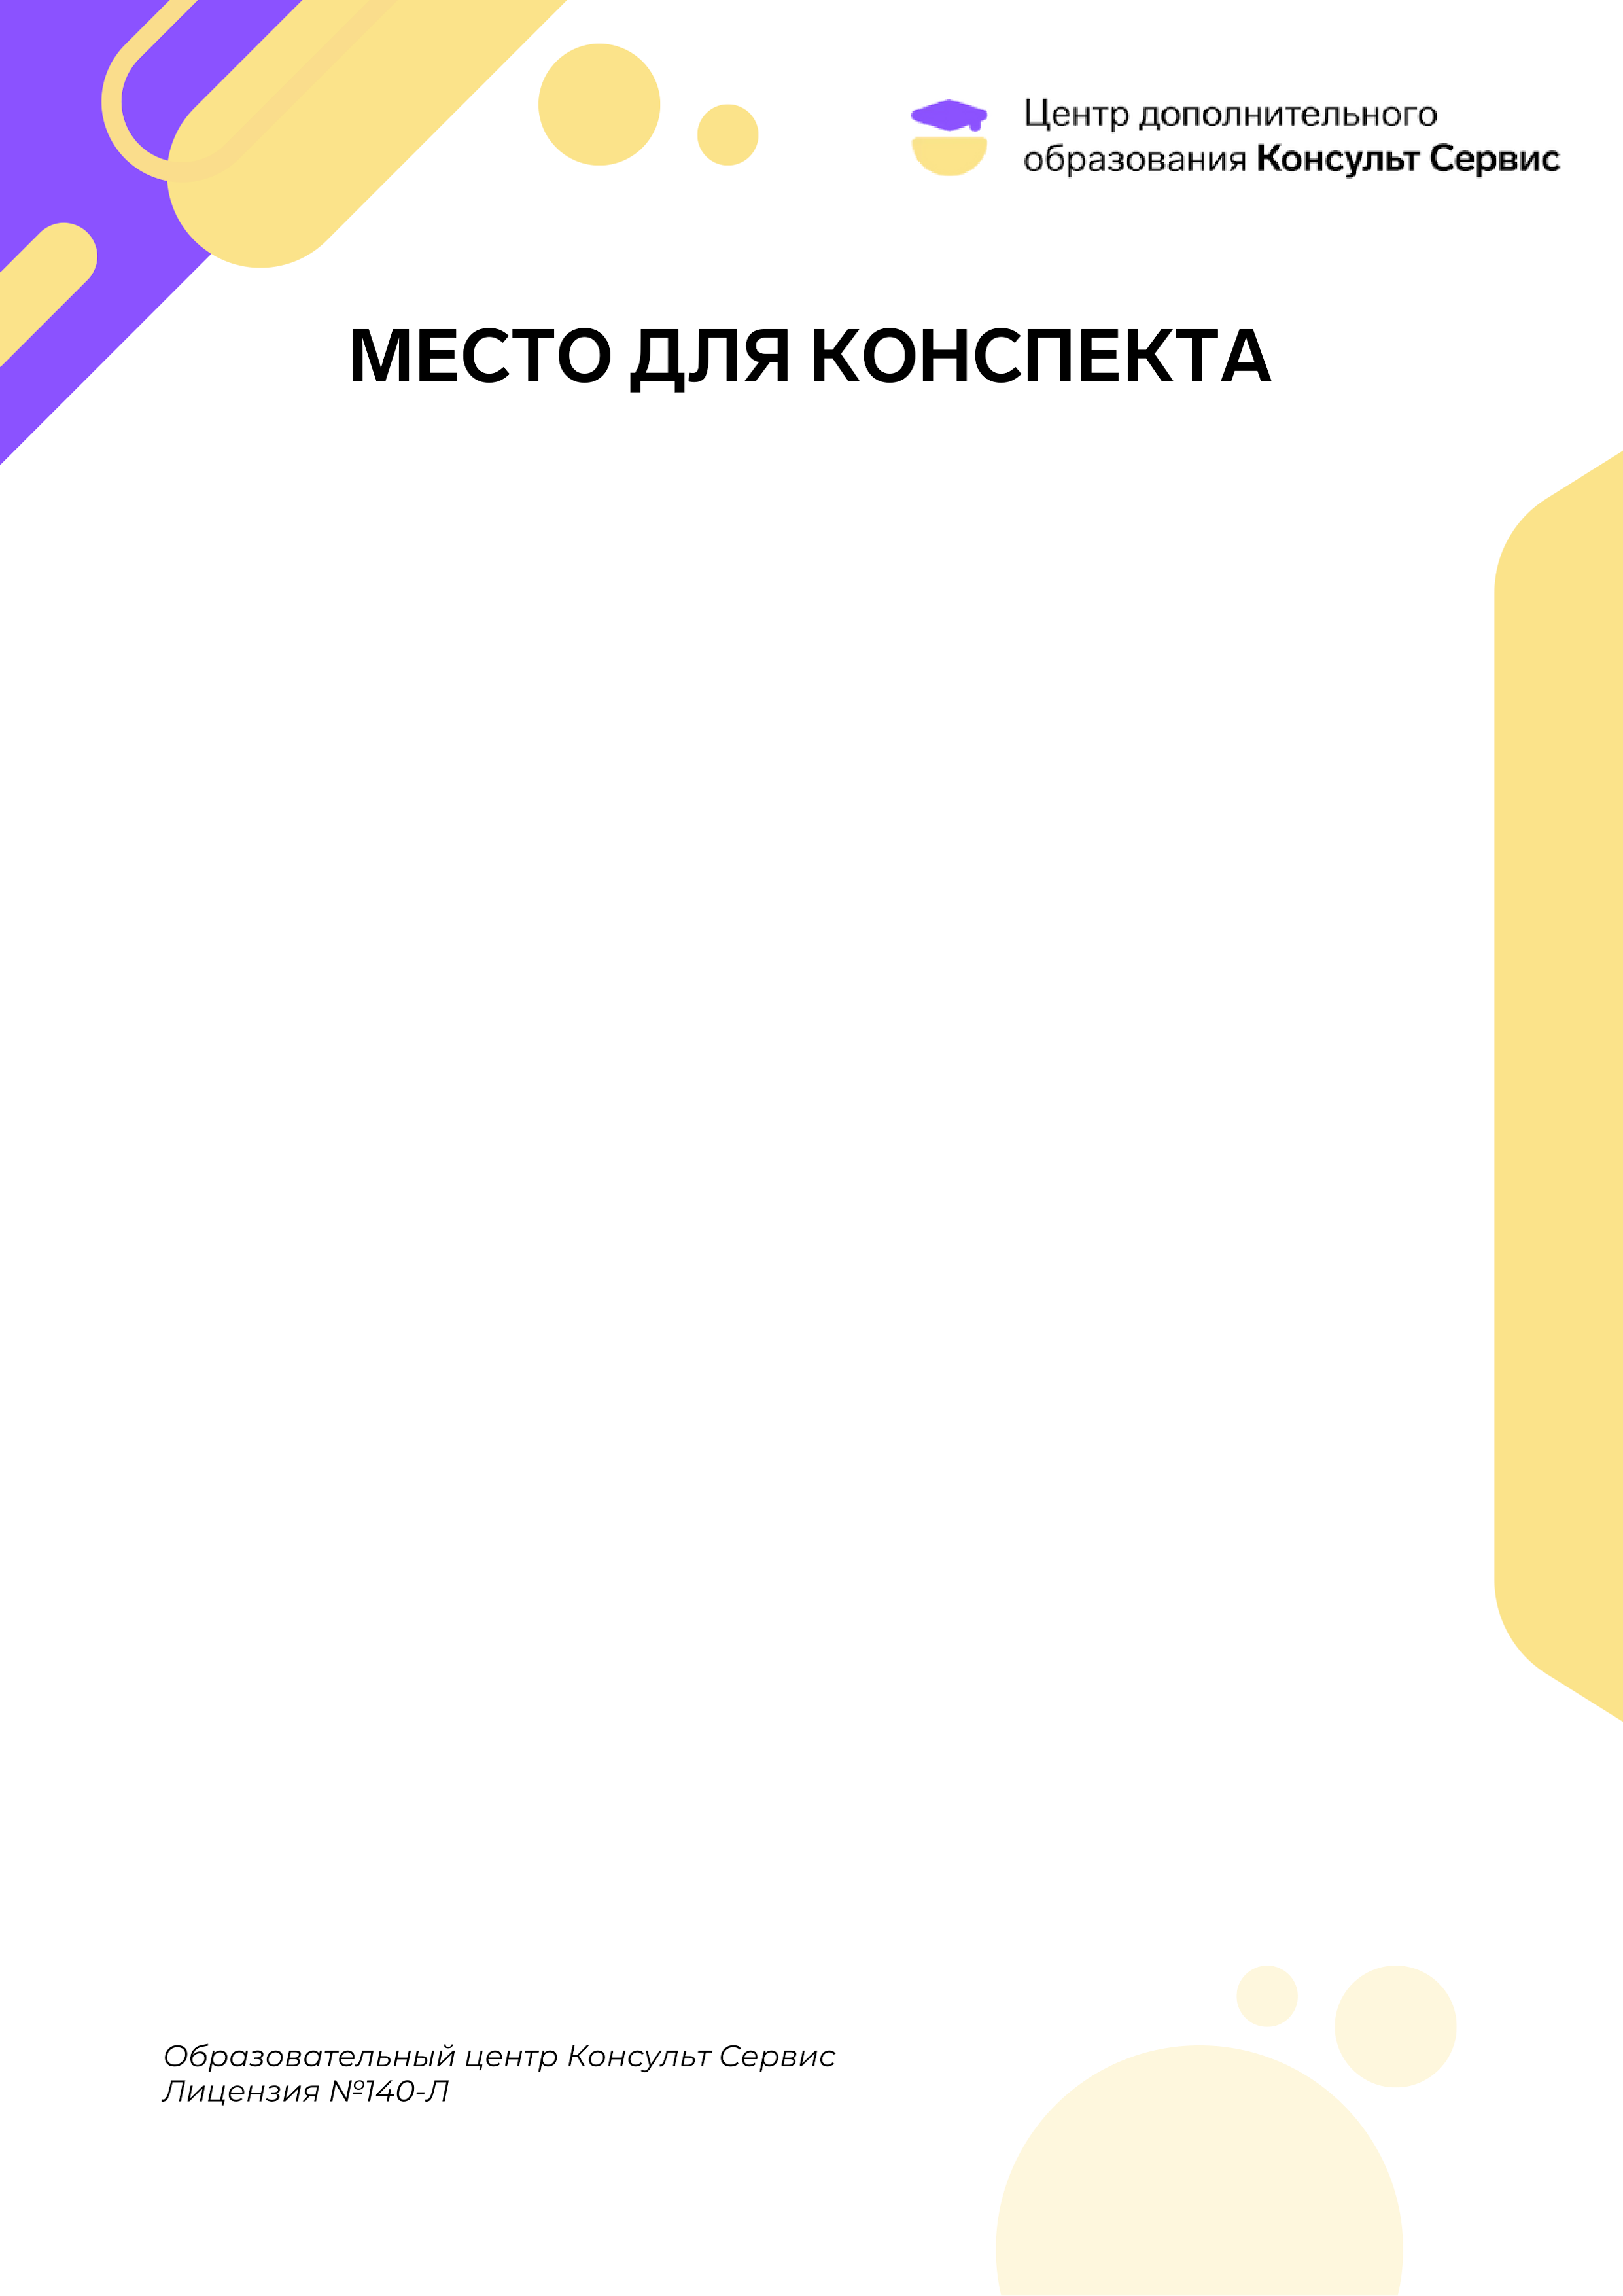 Центр дополнительного
образования Консульт Сервис
МЕСТО ДЛЯ КОНСПЕКТА
Образовательный центр Консульт Сервис
Лицензия №140-Л